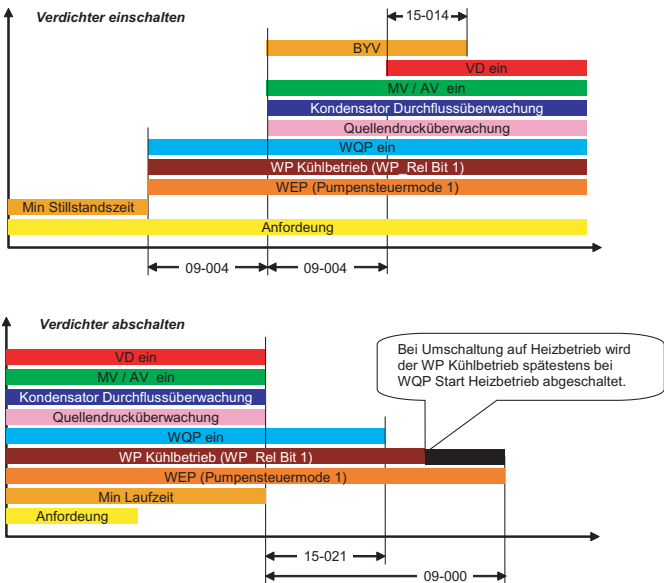 Verdichter einschalten
15-014
BYV
VD ein
MV / AV ein
Kondensator Durchflussüberwachung
Quellendrucküberwachung
WQP ein
WP Kühlbetrieb (WP_Rel Bit 1)
WEP (Pumpensteuermode 1)
Min Stillstandszeit
Anfordeung
09-004
09-004
Verdichter abschalten
VD ein
MV / AV ein
Kondensator Durchflussüberwachung
Quellendrucküberwachung
WQP ein
WP Kühlbetrieb (WP_Rel Bit 1)
WEP (Pumpensteuermode 1)
Min Laufzeit
Anfordeung
Bei Umschaltung auf Heizbetrieb wird
der WP Kühlbetrieb spätestens bei
WQP Start Heizbetrieb abgeschaltet.
15-021
09-000